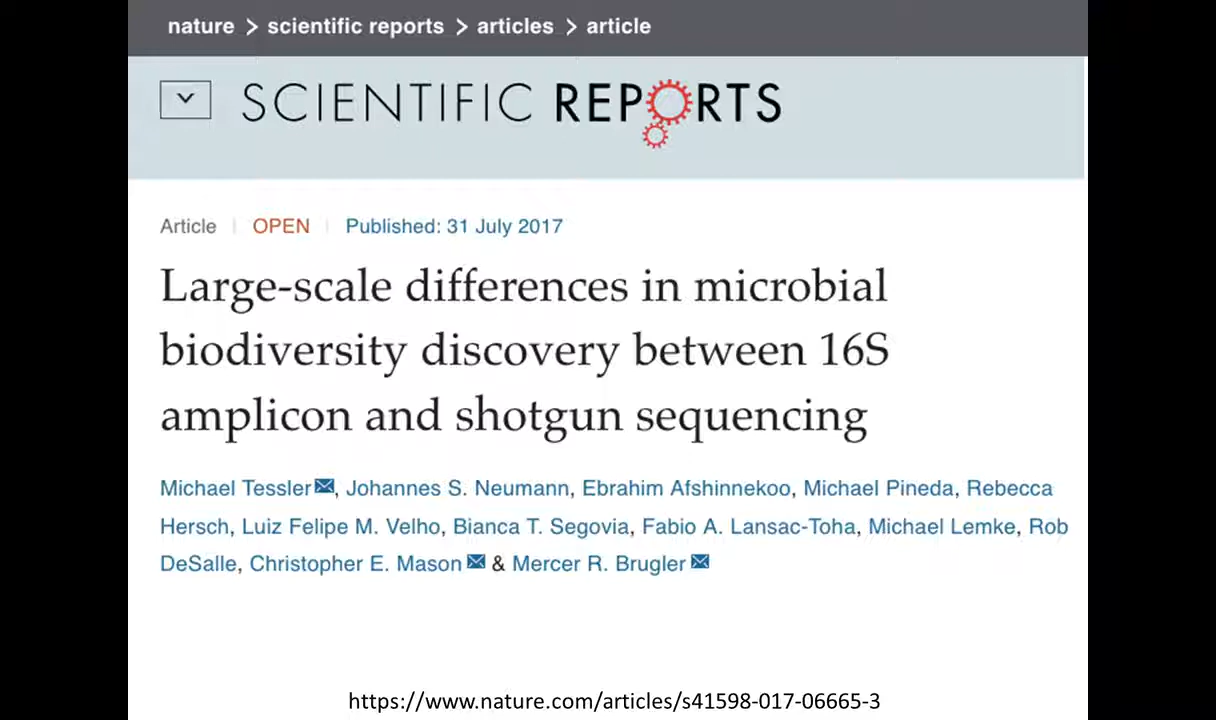 nature > scientific reports > articles > article
SCIENTIFIC REPORTS
Article | OPEN | Published: 31 July 2017
Large-scale differences in microbial
biodiversity discovery between 16S
amplicon and shotgun sequencing
Michael Tessler, Johannes S. Neumann, Ebrahim Afshinnekoo, Michael Pineda, Rebecca
Hersch, Luiz Felipe M. Velho, Bianca T. Segovia, Fabio A. Lansac-Toha, Michael Lemke, Rob
DeSalle, Christopher E. Mason & Mercer R. Brugler
https://www.nature.com/articles/s41598-017-06665-3